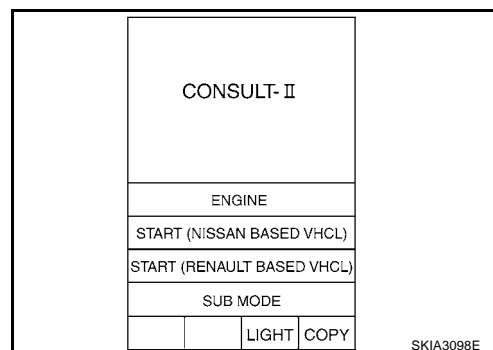 CONSULT-Ⅱ
ENGINE
START (NISSAN BASED VHCL)
START (RENAULT BASED VHCL)
SUB MODE
LIGHT COPY
SKIA3098E